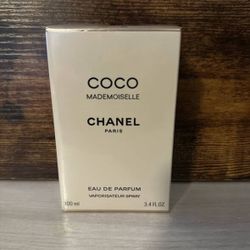 COCO
MADEMOISELLE
CHANEL
PARIS
EAU DE PARFUM
VAPORISATEUR SPRAY
100 ml 3.4 FL.OZ